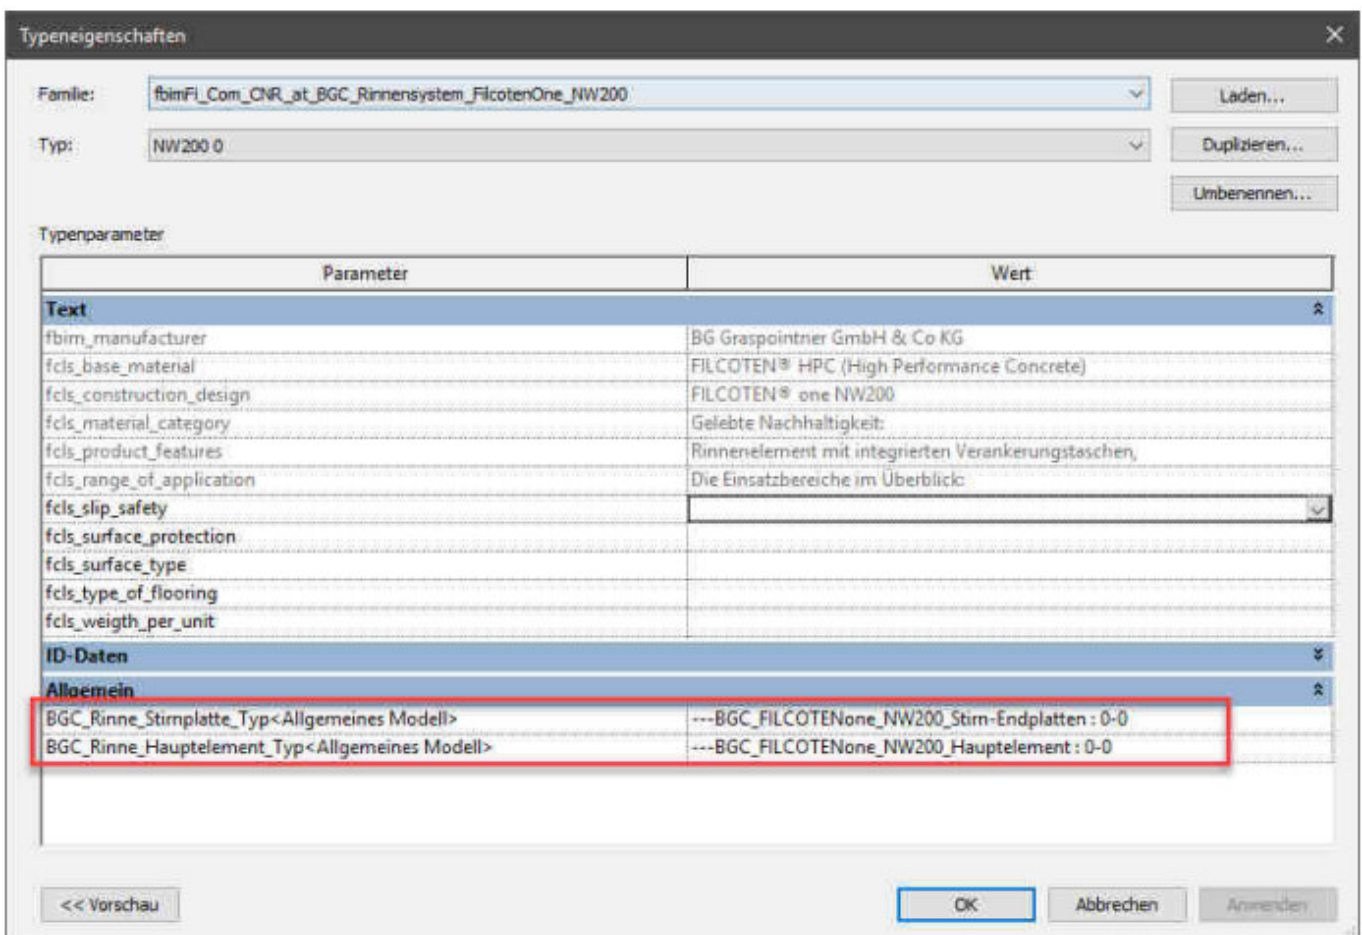 Typeneigenschaften
Familie: fbimFi_Com_CNR_at_BGC_Rinnensystem_FilcotenOne_NW200 Laden...
Typ: NW200 0 Duplizieren...
Umbenennen...
Typenparameter
Parameter Wert
Text
fbim_manufacturer BG Graspointner GmbH & Co KG
fcls_base_material FILCOTEN® HPC (High Performance Concrete)
fcls_construction_design FILCOTEN® one NW200
fcls_material_category Gelebte Nachhaltigkeit:
fcls_product_features Rinnenelement mit integrierten Verankerungstaschen,
fcls_range_of_application Die Einsatzbereiche im Überblick:
fcls_slip_safety
fcls_surface_protection
fcls_surface_type
fcls_type_of_flooring
fcls_weigth_per_unit
ID-Daten
Allgemein
BGC_Rinne_Stirnplatte_Typ<Allgemeines Modell> ---BGC_FILCOTENone_NW200_Stirn-Endplatten : 0-0
BGC_Rinne_Hauptelement_Typ<Allgemeines Modell> ---BGC_FILCOTENone_NW200_Hauptelement : 0-0
<< Vorschau OK Abbrechen Anwenden